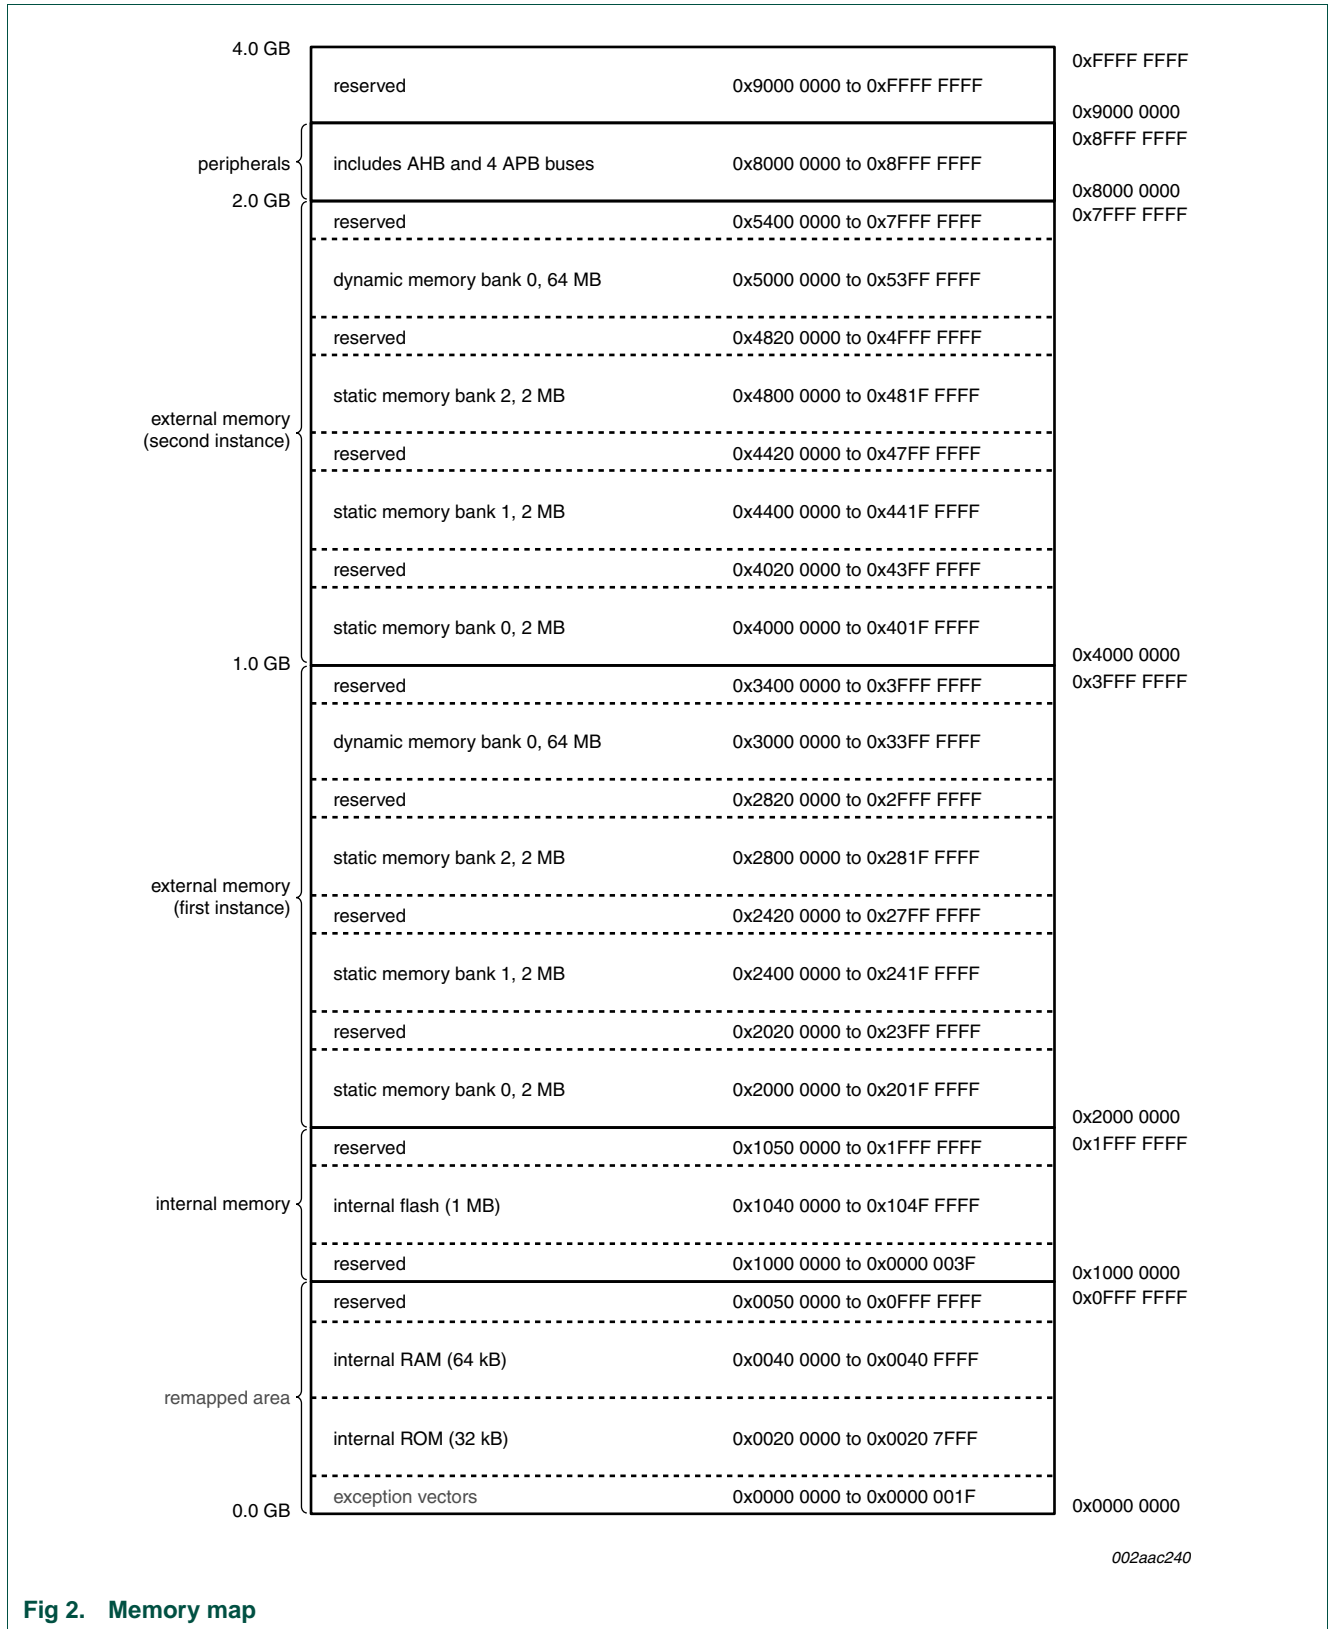 4.0 GB
0xFFFF FFFF
reserved 0x9000 0000 to 0xFFFF FFFF
0x9000 0000
0x8FFF FFFF
peripherals includes AHB and 4 APB buses 0x8000 0000 to 0x8FFF FFFF
0x8000 0000
2.0 GB
0x7FFF FFFF
reserved 0x5400 0000 to 0x7FFF FFFF
dynamic memory bank 0, 64 MB 0x5000 0000 to 0x53FF FFFF
reserved 0x4820 0000 to 0x4FFF FFFF
static memory bank 2, 2 MB 0x4800 0000 to 0x481F FFFF
external memory
(second instance)
reserved 0x4420 0000 to 0x47FF FFFF
static memory bank 1, 2 MB 0x4400 0000 to 0x441F FFFF
reserved 0x4020 0000 to 0x43FF FFFF
static memory bank 0, 2 MB 0x4000 0000 to 0x401F FFFF
0x4000 0000
1.0 GB
0x3FFF FFFF
reserved 0x3400 0000 to 0x3FFF FFFF
dynamic memory bank 0, 64 MB 0x3000 0000 to 0x33FF FFFF
reserved 0x2820 0000 to 0x2FFF FFFF
static memory bank 2, 2 MB 0x2800 0000 to 0x281F FFFF
external memory
(first instance)
reserved 0x2420 0000 to 0x27FF FFFF
static memory bank 1, 2 MB 0x2400 0000 to 0x241F FFFF
reserved 0x2020 0000 to 0x23FF FFFF
static memory bank 0, 2 MB 0x2000 0000 to 0x201F FFFF
0x2000 0000
0x1FFF FFFF
reserved 0x1050 0000 to 0x1FFF FFFF
internal memory internal flash (1 MB) 0x1040 0000 to 0x104F FFFF
reserved 0x1000 0000 to 0x0000 003F
0x1000 0000
0x0FFF FFFF
reserved 0x0050 0000 to 0x0FFF FFFF
internal RAM (64 kB) 0x0040 0000 to 0x0040 FFFF
remapped area
internal ROM (32 kB) 0x0020 0000 to 0x0020 7FFF
exception vectors 0x0000 0000 to 0x0000 001F
0.0 GB
0x0000 0000
002aac240
Fig 2. Memory map